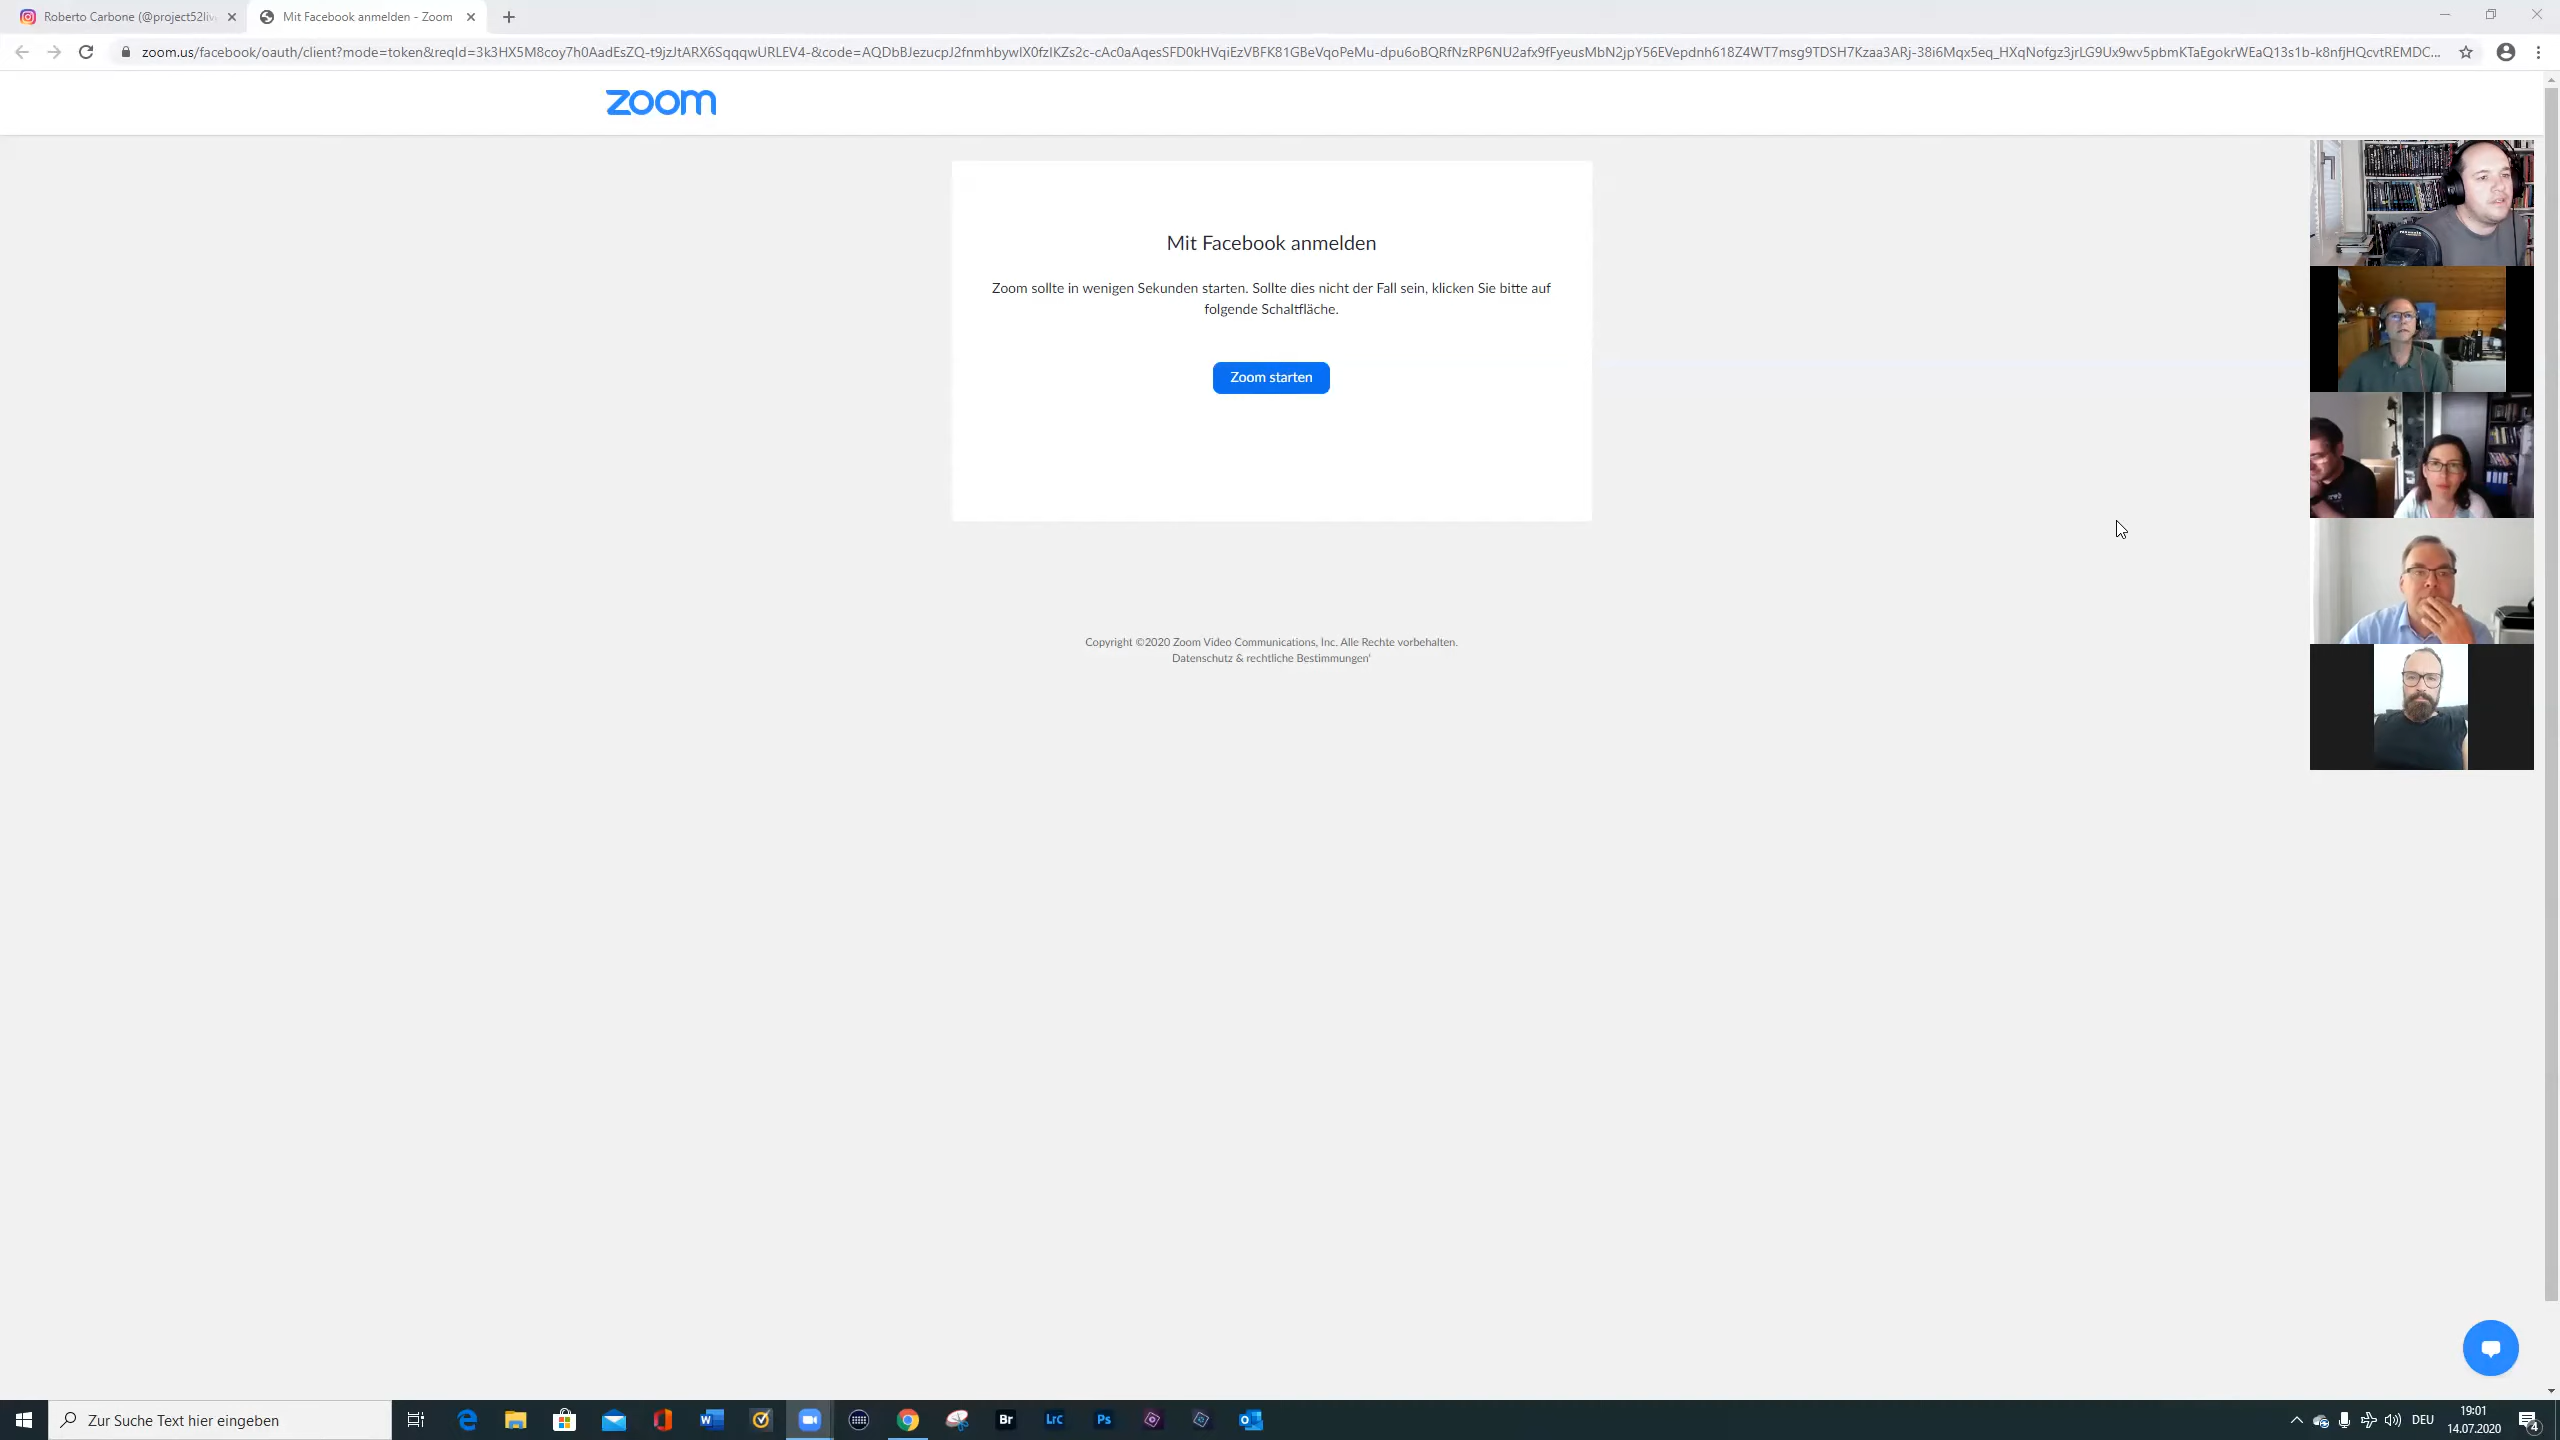 Roberto Carbone (@project52liv
Mit Facebook anmelden - Zoom
zoom.us/facebook/oauth/client?mode=token&reqId=3k3HX5M8coy7h0AadEsZQ-t9jzJtARX6SqqqwURLEV4-&code=AQDbBJezucpJ2fnmhbywIX0fzIKZs2c-cAc0aAqesSFD0kHVqiEzVBFK81GBeVqoPeMu-dpu6oBQRfNzRP6NU2afx9fFyeusMbN2jpY56EVepdnh618Z4WT7msg9TDSH7Kzaa3ARj-38i6Mqx5eq_HXqNofgz3jrLG9Ux9wv5pbmKTaEgokrWEaQ13s1b-k8nfjHQcvtREMDC...
zoom
Mit Facebook anmelden
Zoom sollte in wenigen Sekunden starten. Sollte dies nicht der Fall sein, klicken Sie bitte auf
folgende Schaltfläche.
Zoom starten
Copyright ©2020 Zoom Video Communications, Inc. Alle Rechte vorbehalten.
Datenschutz & rechtliche Bestimmungen'
Zur Suche Text hier eingeben
W
Br
LrC
Ps
DEU
19:01
14.07.2020
4